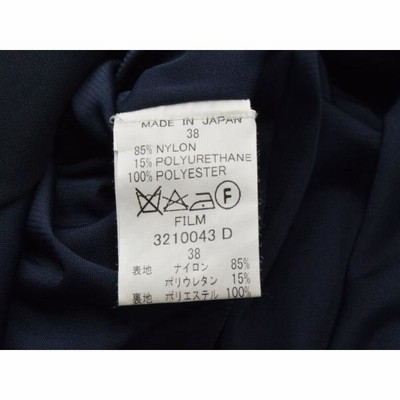 MADE IN JAPAN
38
85% NYLON
15% POLYURETHANE
100% POLYESTER
F
FILM
3210043 D
38
表地 ナイロン 85%
ポリウレタン 15%
裏地 ポリエステル 100%